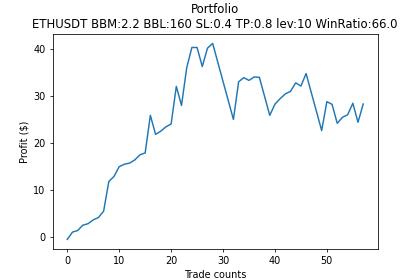 Portfolio
ETHUSDT BBM:2.2 BBL:160 SL:0.4 TP:0.8 lev:10 WinRatio:66.0
40
30
20
10
0
Profit ($)
0 10 20 30 40 50
Trade counts